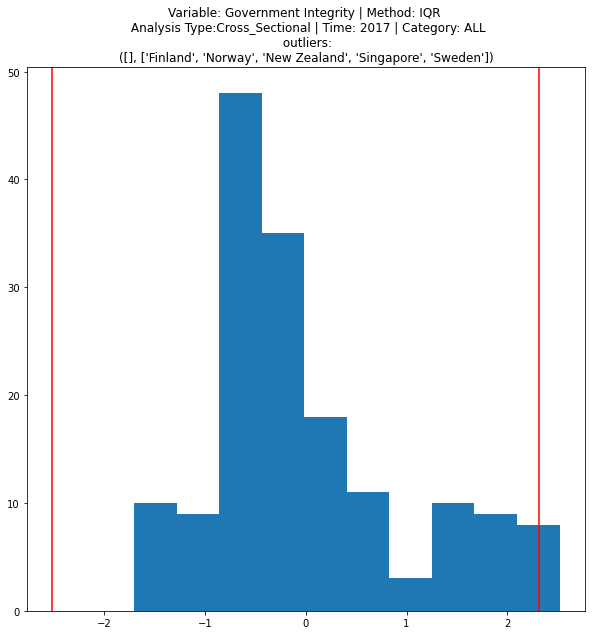 Variable: Government Integrity | Method: IQR
Analysis Type:Cross_Sectional | Time: 2017 | Category: ALL
outliers:
([], ['Finland', 'Norway', 'New Zealand', 'Singapore', 'Sweden'])
50
40
30
20
10
0
−2
−1
0
1
2